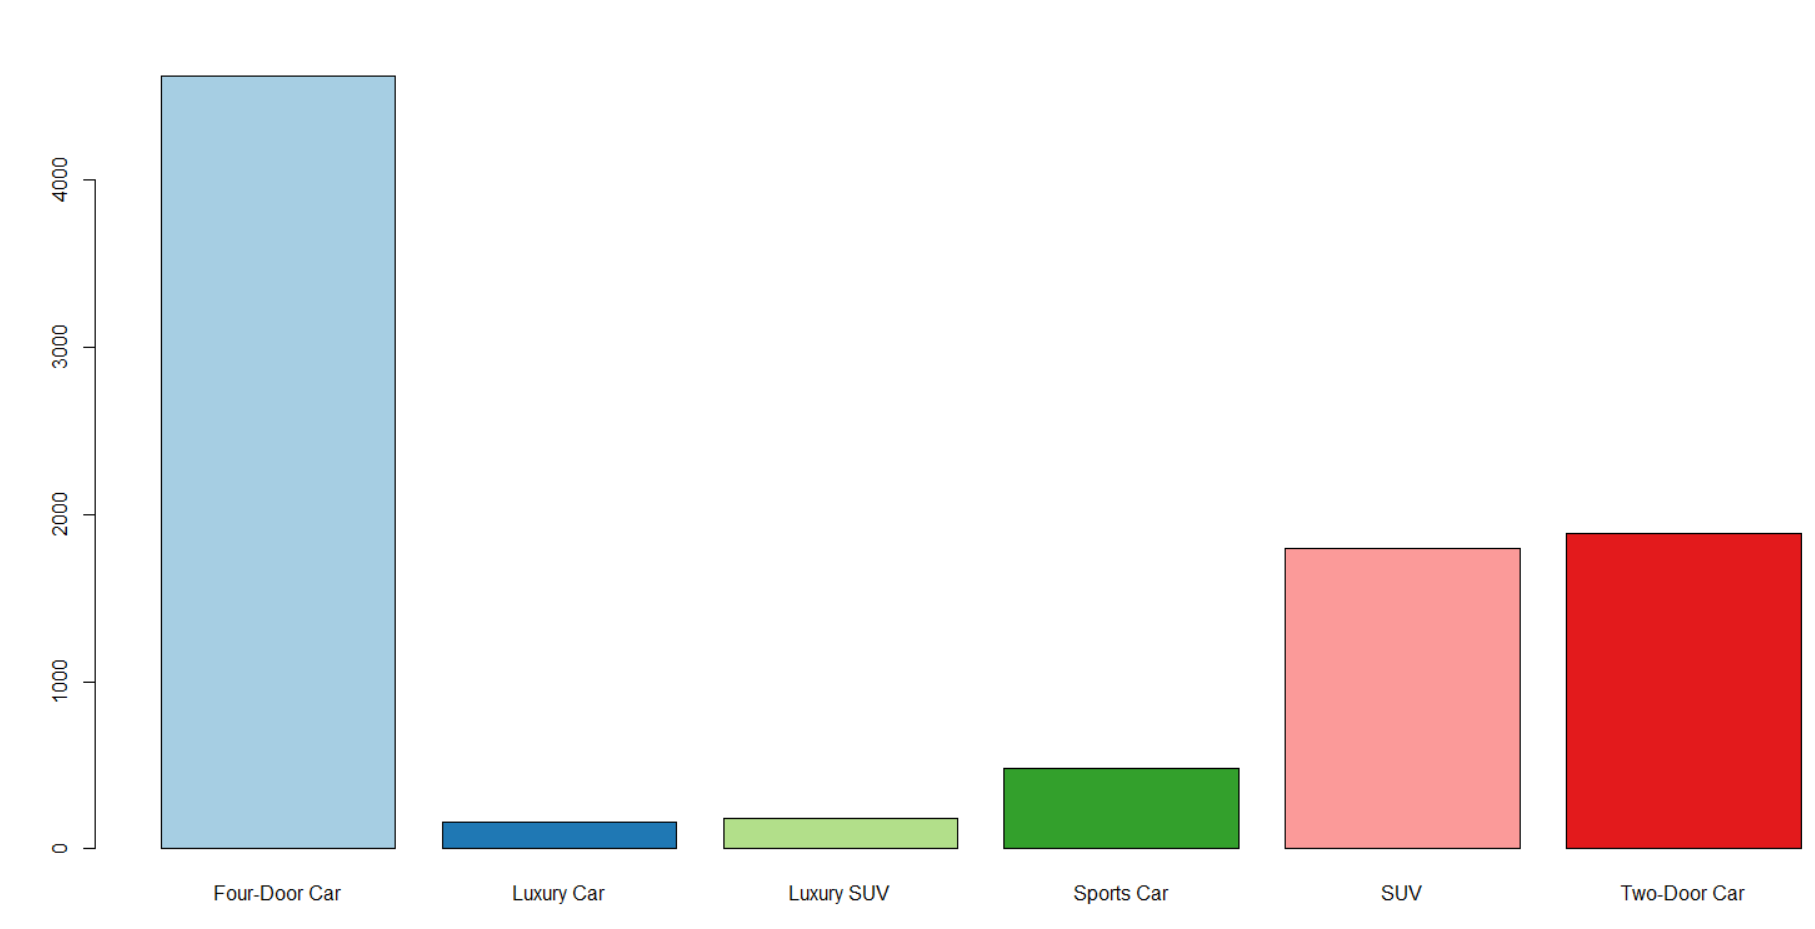 4000
3000
2000
1000
0
Four-Door Car
Luxury Car
Luxury SUV
Sports Car
SUV
Two-Door Car